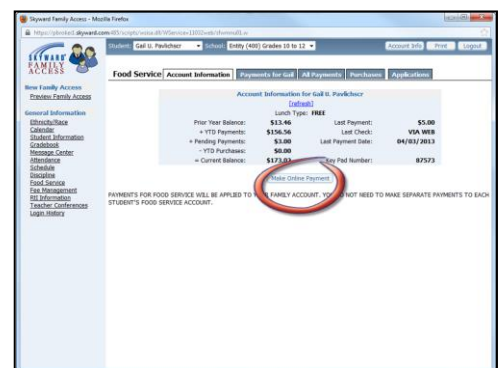 Skyward Family Access - Mozilla Firefox
Student: Gail U. Pavlichscr School: Entity (400) Grades 10 to 12 Account Info Print Logout
SKYWARD
FAMILY
ACCESS
Food Service Account Information Payments for Gail All Payments Purchases Applications
New Family Access
Preview Family Access
General Information
Ethnicity/Race
Calendar
Student Information
Gradebook
Message Center
Attendance
Schedule
Discipline
Food Service
Fee Management
RTI Information
Teacher Conferences
Login History
Account Information for Gail U. Pavlichscr
[refresh]
Lunch Type: FREE
Prior Year Balance: $13.46 Last Payment: $5.00
+ YTD Payments: $156.56 Last Check: VIA WEB
+ Pending Payments: $3.00 Last Payment Date: 04/03/2013
- YTD Purchases: $0.00
= Current Balance: Key Pad Number: 87573
Make Online Payment
PAYMENTS FOR FOOD SERVICE WILL BE APPLIED TO YOUR FAMILY ACCOUNT. YOU DO NOT NEED TO MAKE SEPARATE PAYMENTS TO EACH
STUDENT'S FOOD SERVICE ACCOUNT.